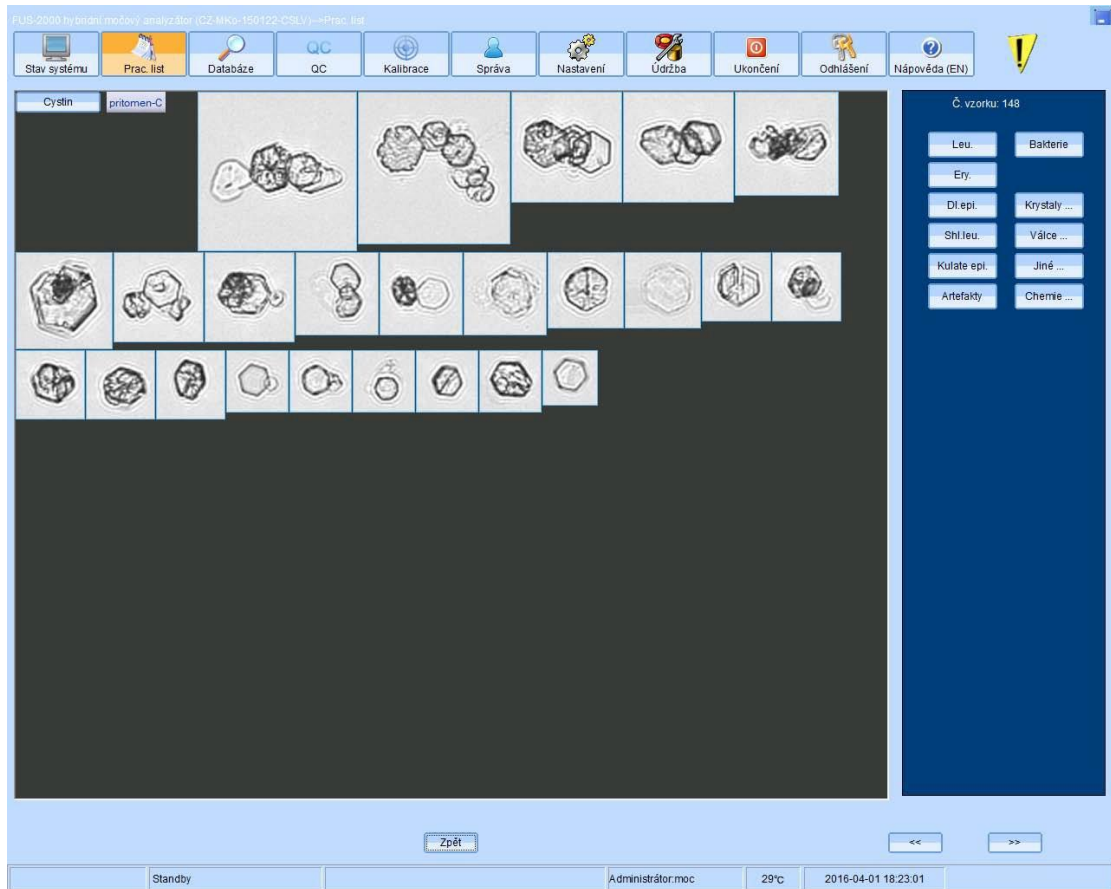 FUS-2000 hybridní močový analyzátor (CZ-MKb-150122-CSLV)-->Prac. list
Stav systému
Prac. list
Databáze
QC
QC
Kalibrace
Správa
Nastavení
Údržba
Ukončení
Odhlášení
Nápověda (EN)
Cystin
pritomen-C
Č. vzorku: 148
Leu.
Bakterie
Ery.
Dl.epi.
Krystaly ...
Shl.leu.
Válce ...
Kulate epi.
Jiné ...
Artefakty
Chemie ...
Zpět
<<
>>
Standby
Administrátor:moc
29°C
2016-04-01 18:23:01